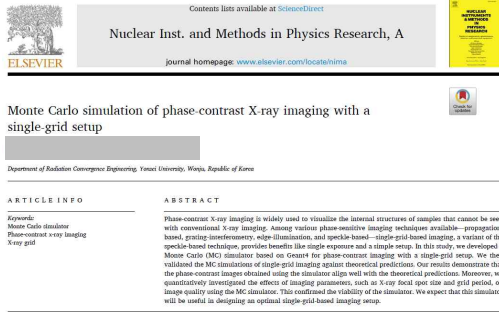 Contents lists available at ScienceDirect
NUCLEAR
INSTRUMENTS
& METHODS
IN
PHYSICS
RESEARCH
Nuclear Inst. and Methods in Physics Research, A
ELSEVIER
journal homepage: www.elsevier.com/locate/nima
Check for
updates
Monte Carlo simulation of phase-contrast X-ray imaging with a
single-grid setup
Department of Radiation Convergence Engineering, Yonsei University, Wonju, Republic of Korea
ARTICLE INFO
Keywords:
Monte Carlo simulator
Phase-contrast x-ray imaging
X-ray grid
ABSTRACT
Phase-contrast X-ray imaging is widely used to visualize the internal structures of samples that cannot be see
with conventional X-ray imaging. Among various phase-sensitive imaging techniques available—propagation
based, grating-interferometry, edge-illumination, and speckle-based—single-grid-based imaging, a variant of th
speckle-based technique, provides benefits like single exposure and a simple setup. In this study, we developed
Monte Carlo (MC) simulator based on Geant4 for phase-contrast imaging with a single-grid setup. We the
validated the MC simulations of single-grid imaging against theoretical predictions. Our results demonstrate tha
the phase-contrast images obtained using the simulator align well with the theoretical predictions. Moreover, w
quantitatively investigated the effects of imaging parameters, such as X-ray focal spot size and grid period, o
image quality using the MC simulator. This confirmed the viability of the simulator. We expect that this simulato
will be useful in designing an optimal single-grid-based imaging setup.